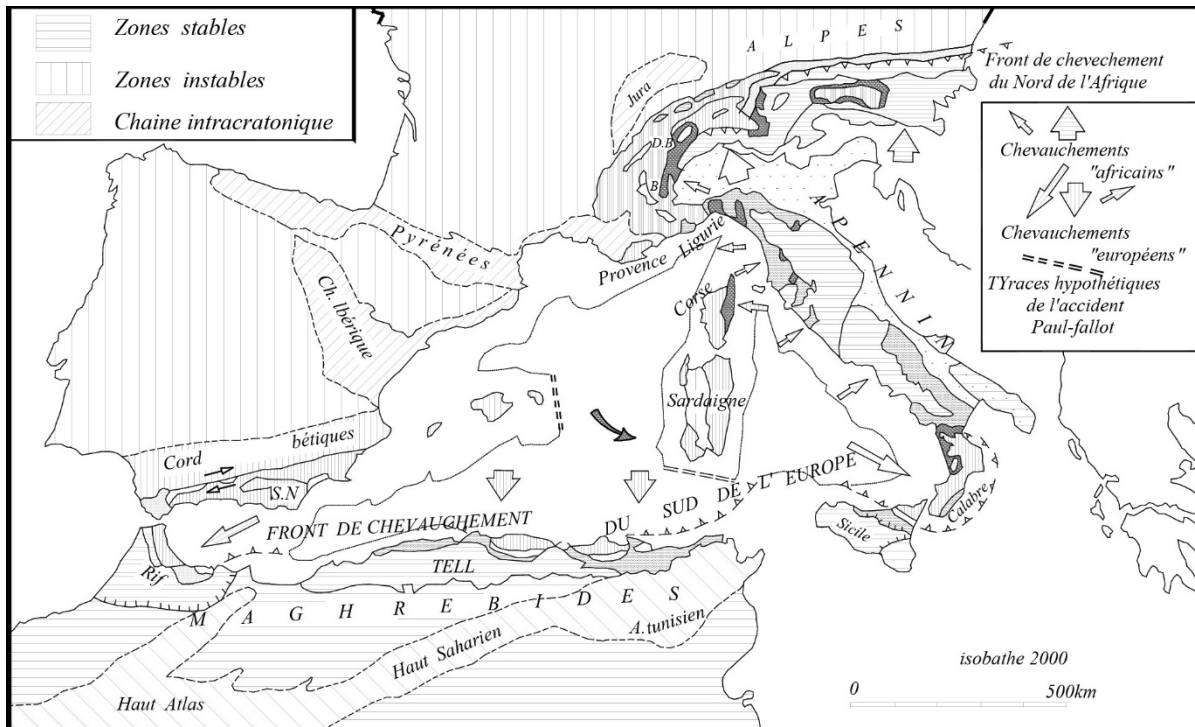 Zones stables
Zones instables
Chaine intracratonique
A L P E S
Front de chevechement
du Nord de l'Afrique
Chevauchements
"africains"
Chevauchements
"européens"
TYraces hypothétiques
de l'accident
Paul-fallot
Jura
D.B
B
Pyrénées
Provence
Ligurie
A P E N N I N
Ch. Ibérique
Corse
Sardaigne
bétiques
Cord
S.N
FRONT DE CHEVAUCHEMENT
DU SUD DE L' EUROPE
Calabre
Sicile
Rif
TELL
M A G H R E B I D E S
A.tunisien
Haut Saharien
Haut Atlas
isobathe 2000
0 500km